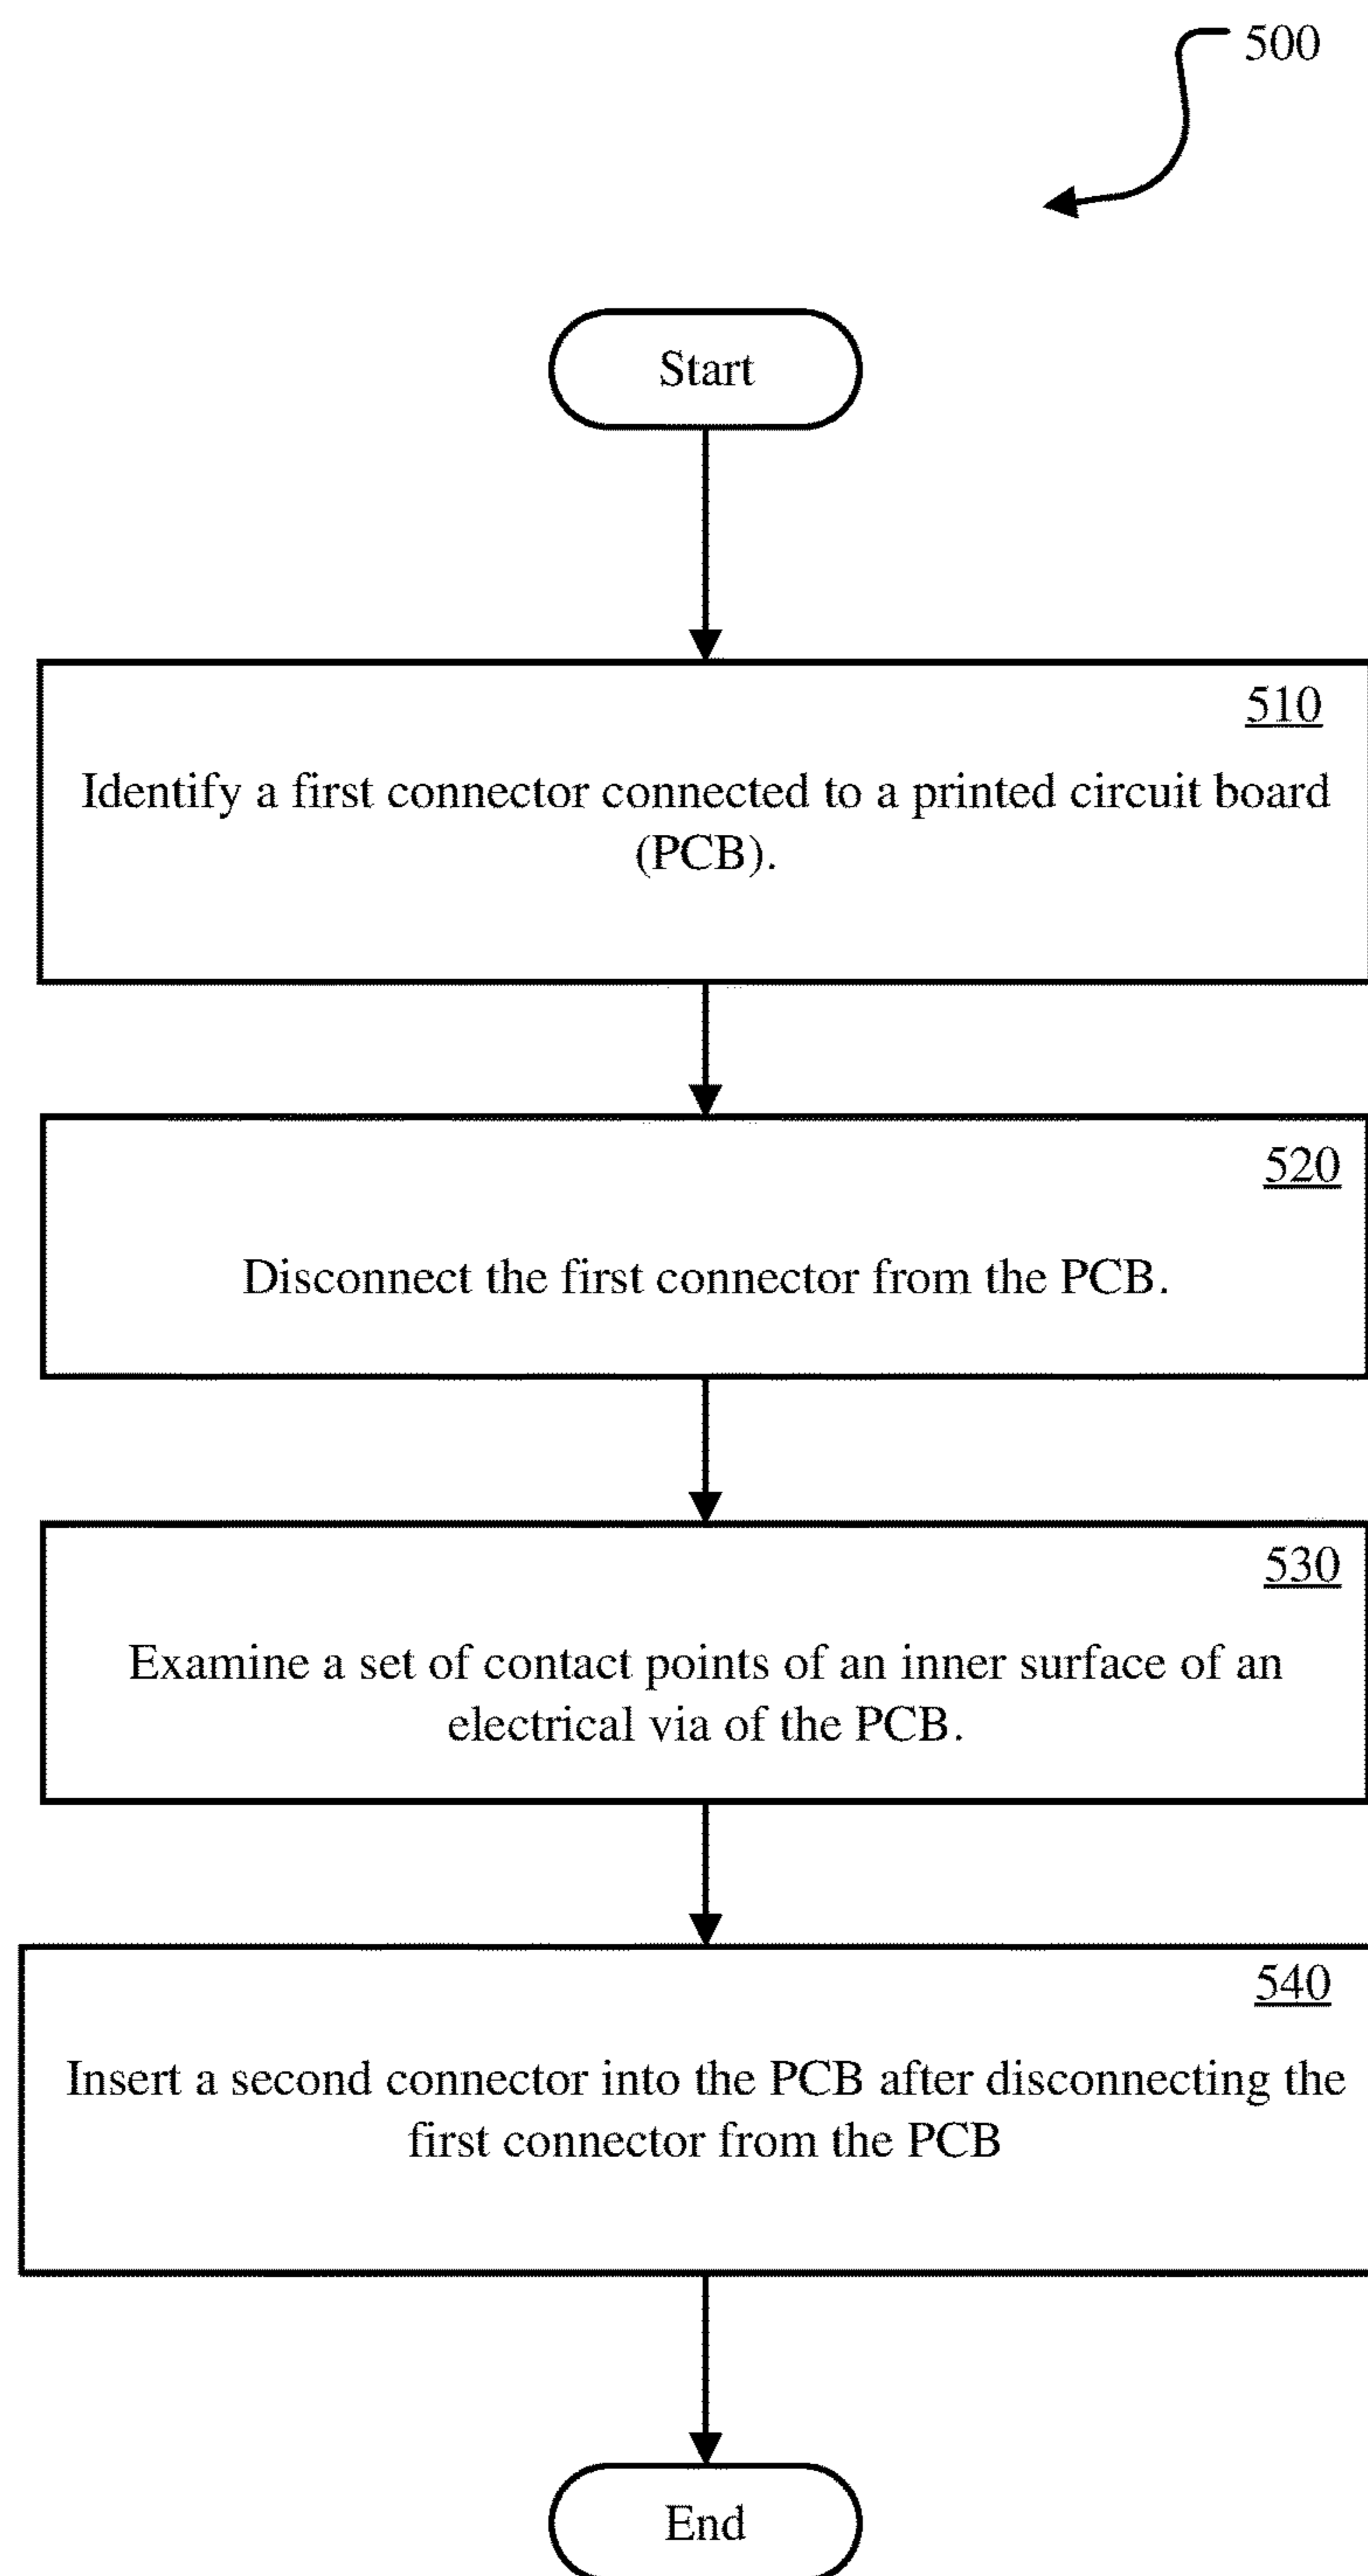 500
Start
510
Identify a first connector connected to a printed circuit board
(PCB).
520
Disconnect the first connector from the PCB.
530
Examine a set of contact points of an inner surface of an
electrical via of the PCB.
540
Insert a second connector into the PCB after disconnecting the
first connector from the PCB
End